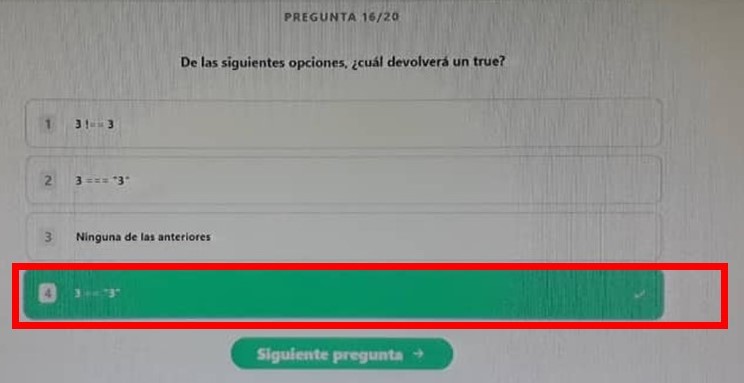 PREGUNTA 16/20
De las siguientes opciones, ¿cuál devolverá un true?
1 3 !== 3
2 3 === "3"
3 Ninguna de las anteriores
4 3 == "3"
Siguiente pregunta →